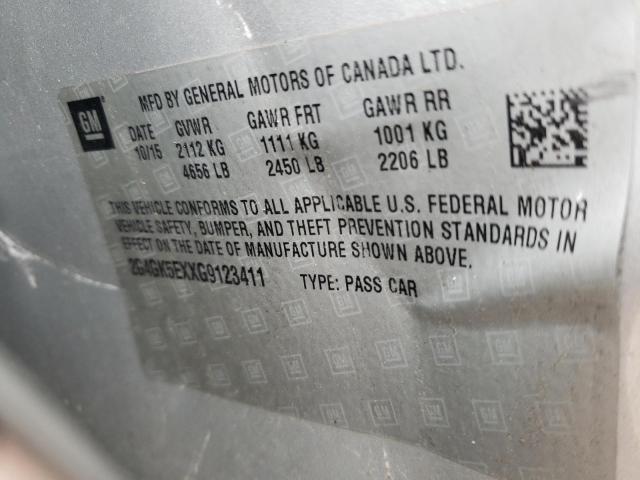 MFD BY GENERAL MOTORS OF CANADA LTD.
GM
DATE GVWR GAWR FRT GAWR RR
10/15 2112 KG 1111 KG 1001 KG
4656 LB 2450 LB 2206 LB
THIS VEHICLE CONFORMS TO ALL APPLICABLE U.S. FEDERAL MOTOR
VEHICLE SAFETY, BUMPER, AND THEFT PREVENTION STANDARDS IN
EFFECT ON THE DATE OF MANUFACTURE SHOWN ABOVE.
2G4GK5EXXG9123411 TYPE: PASS CAR